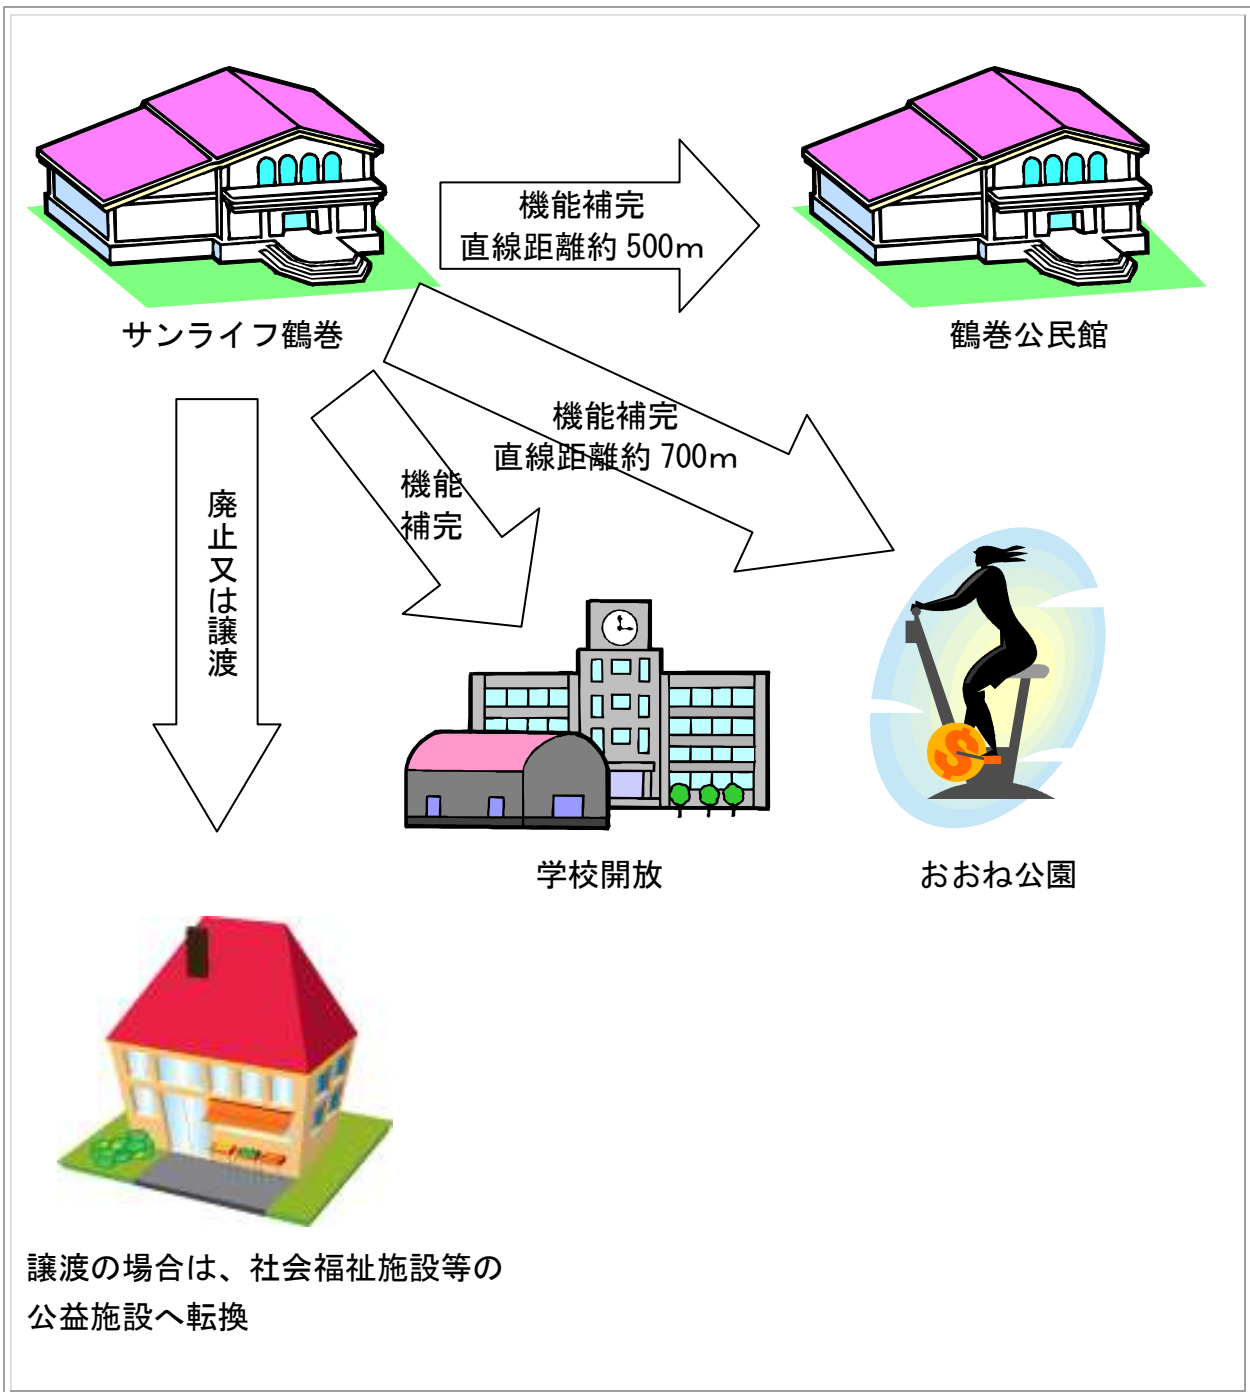 機能補完
直線距離約 500m
サンライフ鶴巻
鶴巻公民館
機能補完
直線距離約 700m
機能
補完
廃止又は譲渡
学校開放
おおね公園
譲渡の場合は、社会福祉施設等の
公益施設へ転換